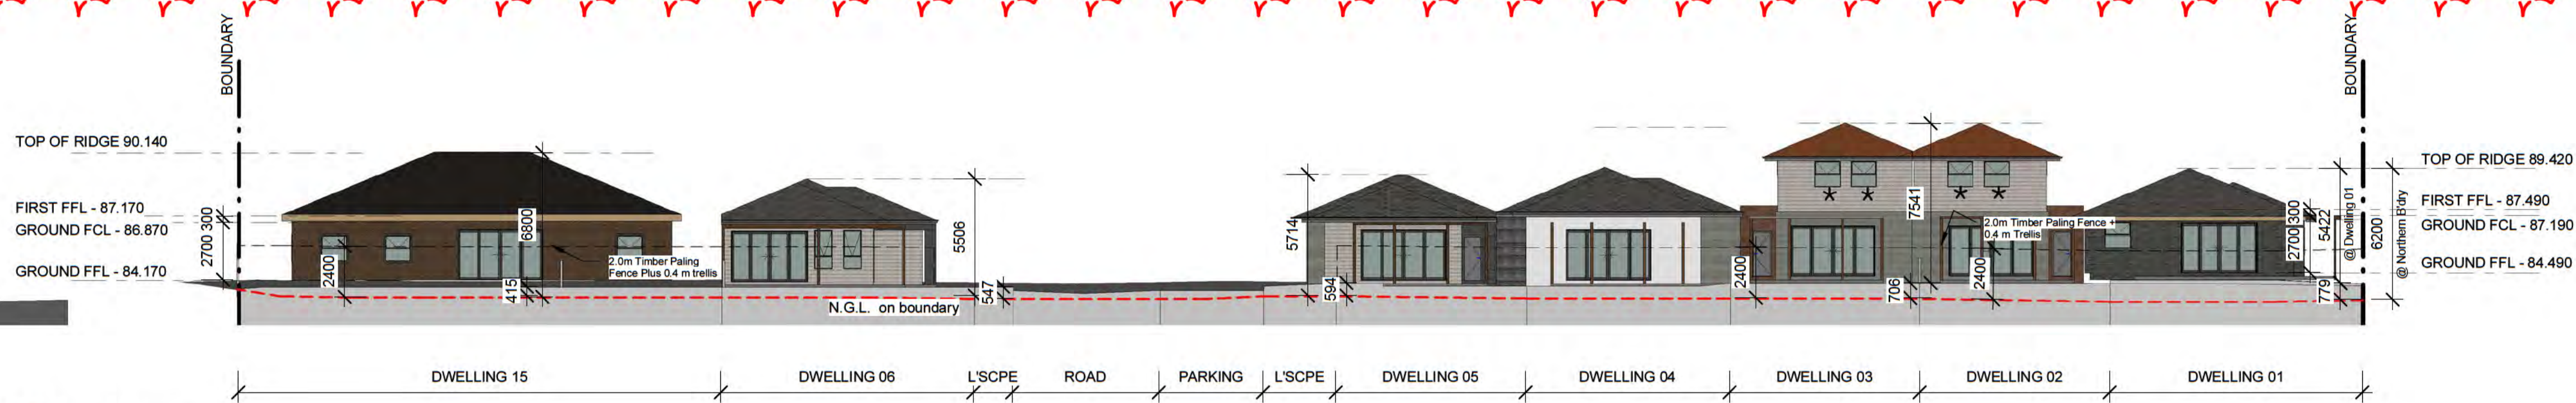 BOUNDARY
BOUNDARY
TOP OF RIDGE 90.140
FIRST FFL - 87.170
GROUND FCL - 86.870
GROUND FFL - 84.170
300
2700
2400
415
6800
2.0m Timber Paling
Fence Plus 0.4 m trellis
5506
547
N.G.L. on boundary
5714
594
2400
706
7541
2.0m Timber Paling Fence +
0.4 m Trellis
2400
300
2700
5422
@ Dwelling 01
779
6200
@ Northern B'dry
TOP OF RIDGE 89.420
FIRST FFL - 87.490
GROUND FCL - 87.190
GROUND FFL - 84.490
DWELLING 15
DWELLING 06
L'SCPE
ROAD
PARKING
L'SCPE
DWELLING 05
DWELLING 04
DWELLING 03
DWELLING 02
DWELLING 01